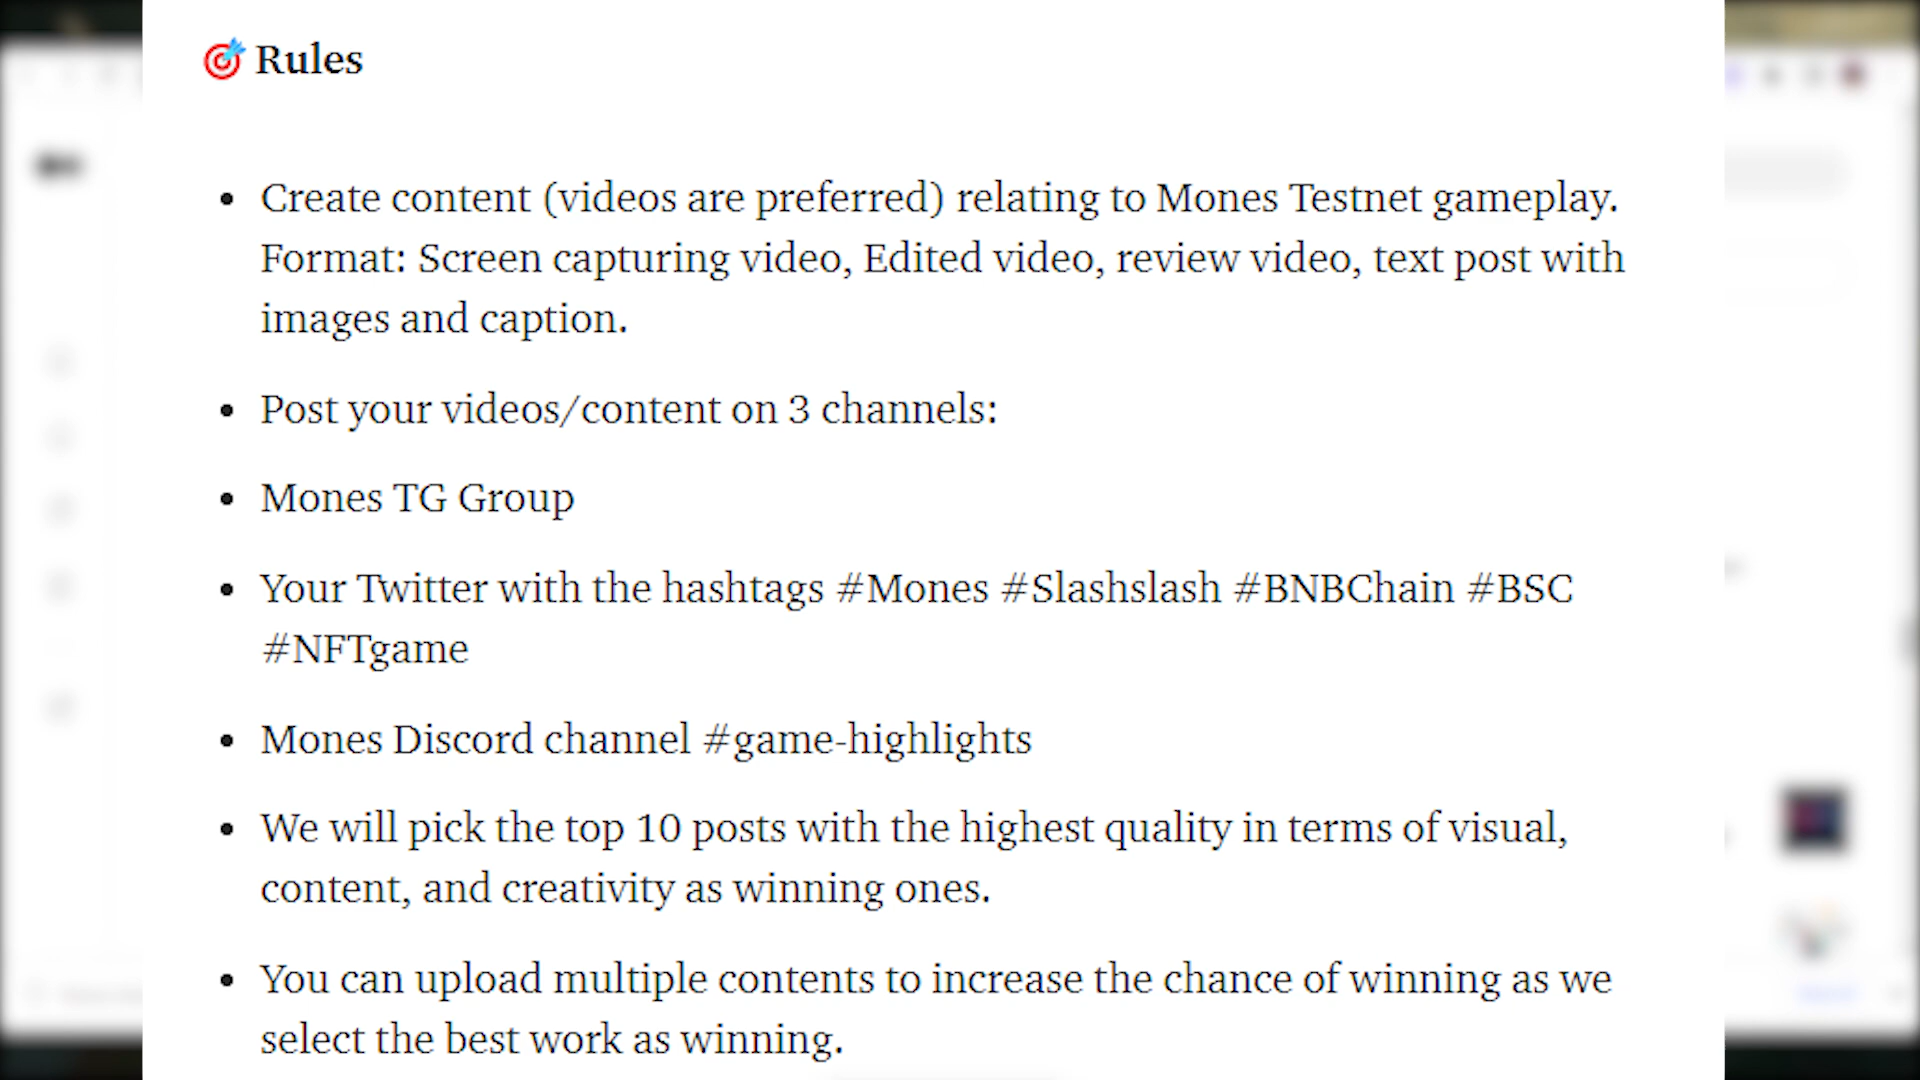 Rules
Create content (videos are preferred) relating to Mones Testnet gameplay.
Format: Screen capturing video, Edited video, review video, text post with
images and caption.
Post your videos/content on 3 channels:
Mones TG Group
Your Twitter with the hashtags #Mones #Slashslash #BNBChain #BSC
#NFTgame
Mones Discord channel #game-highlights
We will pick the top 10 posts with the highest quality in terms of visual,
content, and creativity as winning ones.
You can upload multiple contents to increase the chance of winning as we
select the best work as winning.